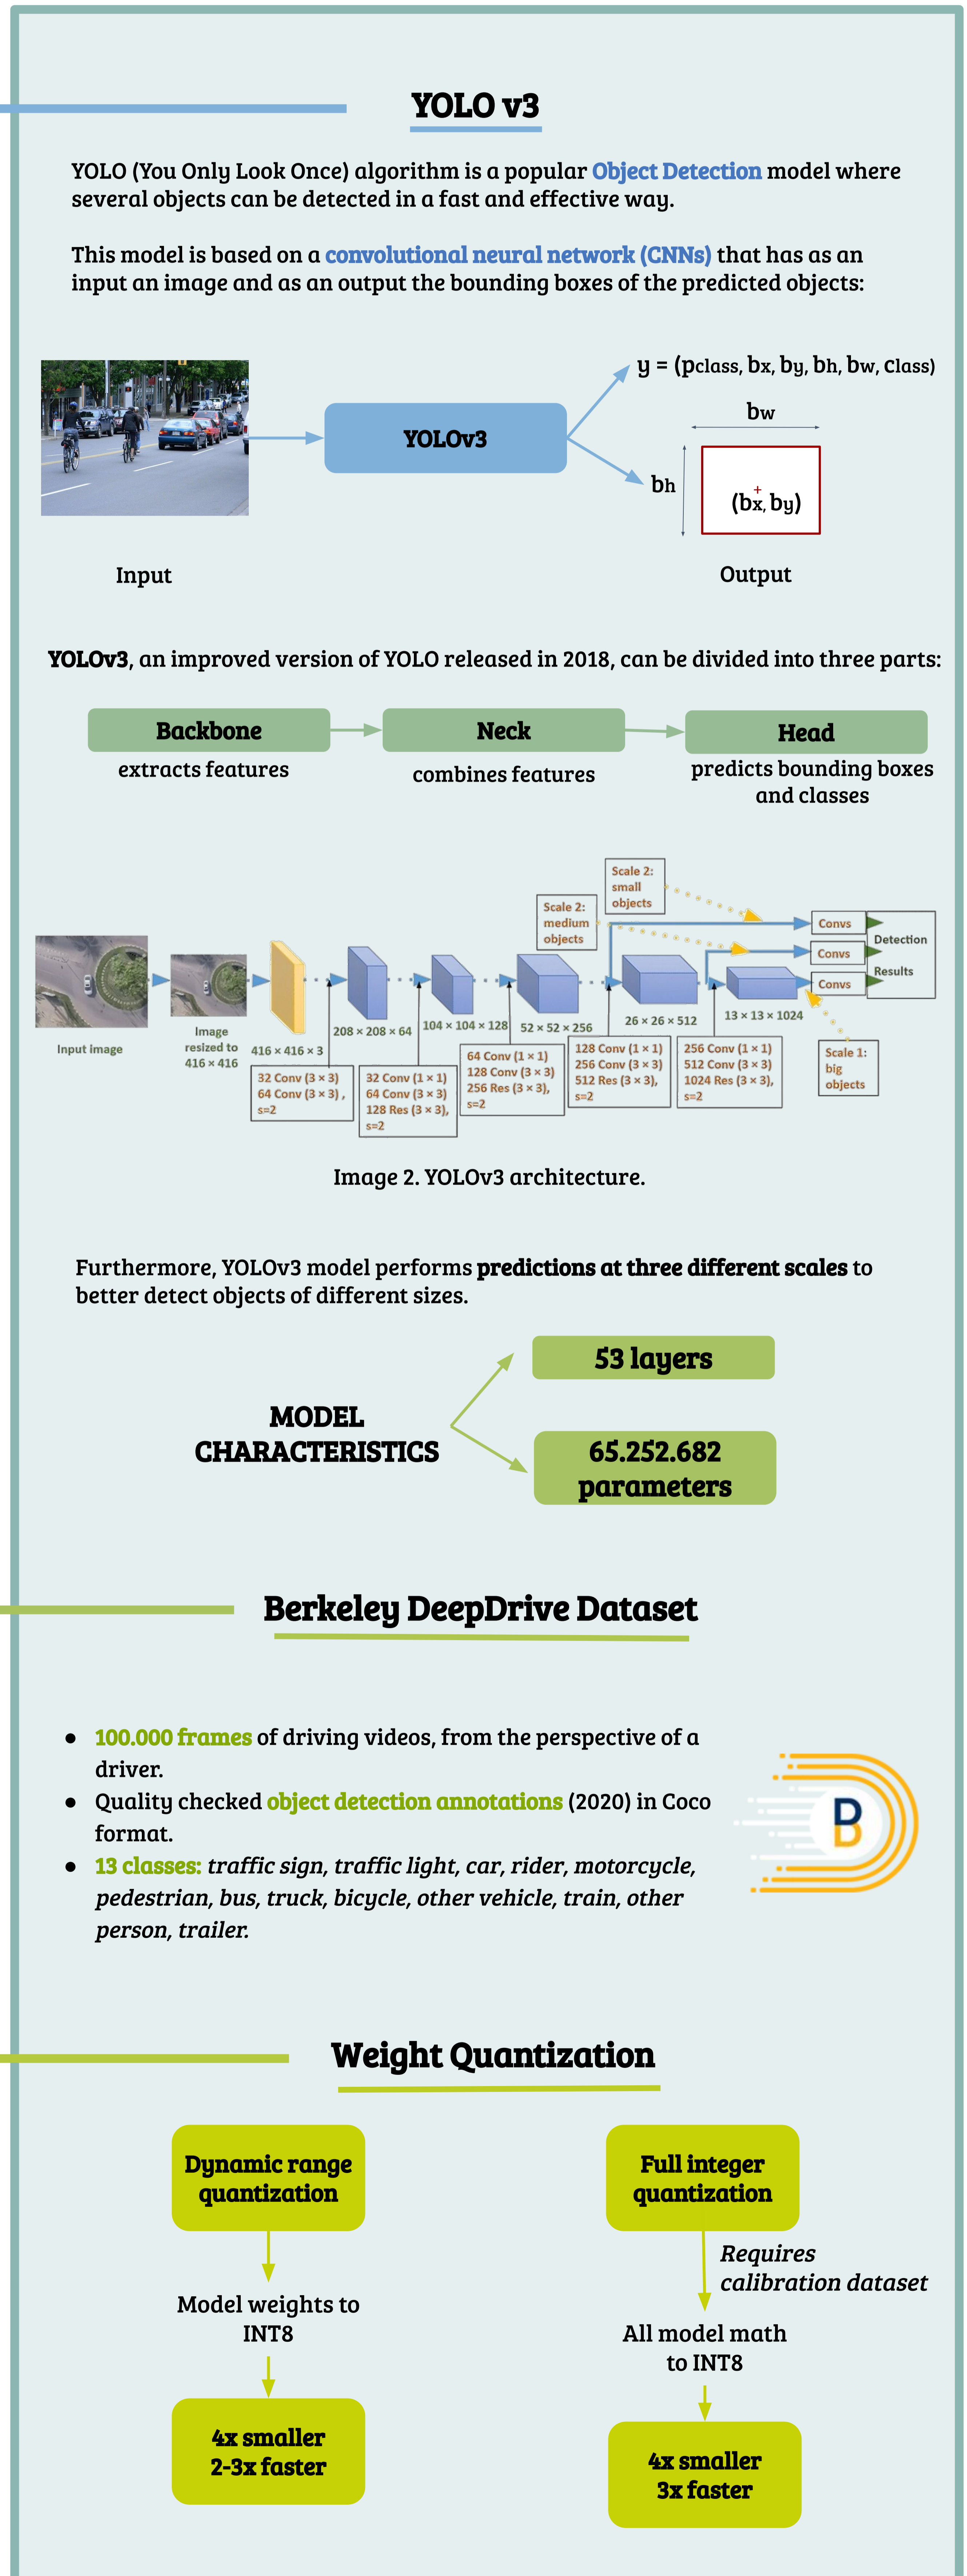 YOLO v3
YOLO (You Only Look Once) algorithm is a popular Object Detection model where
several objects can be detected in a fast and effective way.
This model is based on a convolutional neural network (CNNs) that has as an
input an image and as an output the bounding boxes of the predicted objects:
y = (pclass, bx, by, bh, bw, class)
bw
YOLOv3
bh
+
(bx, by)
Input
Output
YOLOv3, an improved version of YOLO released in 2018, can be divided into three parts:
Backbone
Neck
Head
extracts features
combines features
predicts bounding boxes
and classes
Scale 2:
small
objects
Scale 2:
medium
objects
Convs
Convs
Convs
Detection
Results
Input image
Image
resized to
416 × 416
416 × 416 × 3
208 × 208 × 64
104 × 104 × 128
52 × 52 × 256
26 × 26 × 512
13 × 13 × 1024
32 Conv (3 × 3)
64 Conv (3 × 3) ,
s=2
32 Conv (1 × 1)
64 Conv (3 × 3)
128 Res (3 × 3),
s=2
64 Conv (1 × 1)
128 Conv (3 × 3)
256 Res (3 × 3),
s=2
128 Conv (1 × 1)
256 Conv (3 × 3)
512 Res (3 × 3),
s=2
256 Conv (1 × 1)
512 Conv (3 × 3)
1024 Res (3 × 3),
s=2
Scale 1:
big
objects
Image 2. YOLOv3 architecture.
Furthermore, YOLOv3 model performs predictions at three different scales to
better detect objects of different sizes.
MODEL
CHARACTERISTICS
53 layers
65.252.682
parameters
Berkeley DeepDrive Dataset
● 100.000 frames of driving videos, from the perspective of a
driver.
● Quality checked object detection annotations (2020) in Coco
format.
● 13 classes: traffic sign, traffic light, car, rider, motorcycle,
pedestrian, bus, truck, bicycle, other vehicle, train, other
person, trailer.
B
Weight Quantization
Dynamic range
quantization
Model weights to
INT8
4x smaller
2-3x faster
Full integer
quantization
Requires
calibration dataset
All model math
to INT8
4x smaller
3x faster